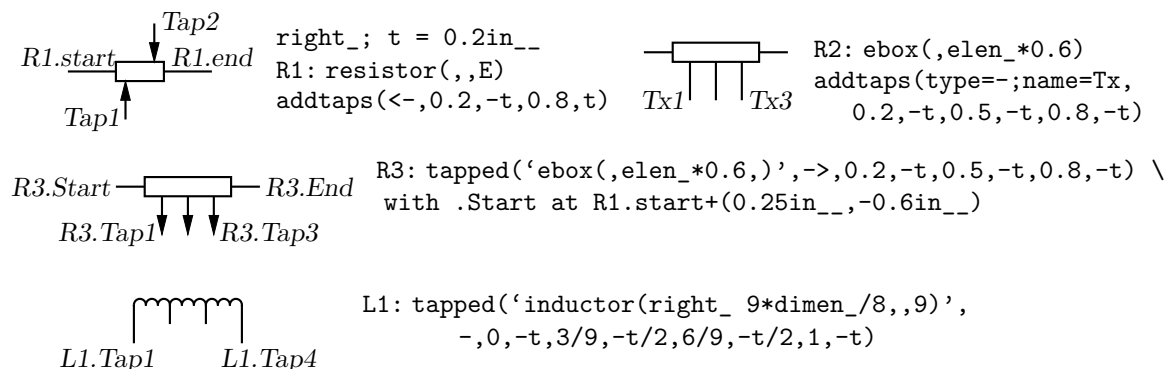 Tap2
R1.start
R1.end
Tap1
right_; t = 0.2in__
R1: resistor(,,E)
addtaps(<-,0.2,-t,0.8,t)
Tx1
Tx3
R2: ebox(,elen_*0.6)
addtaps(type=-;name=Tx,
0.2,-t,0.5,-t,0.8,-t)
R3.Start
R3.End
R3.Tap1
R3.Tap3
R3: tapped(‘ebox(,elen_*0.6,)’,->,0.2,-t,0.5,-t,0.8,-t) \
with .Start at R1.start+(0.25in__,-0.6in__)
L1.Tap1
L1.Tap4
L1: tapped(‘inductor(right_ 9*dimen_/8,,9)’,
-,0,-t,3/9,-t/2,6/9,-t/2,1,-t)